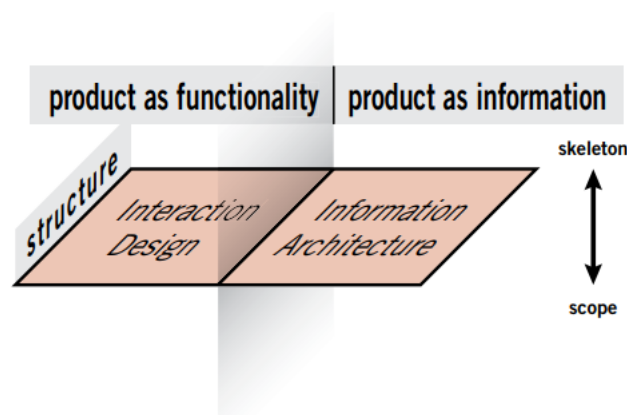 product as functionality
product as information
skeleton
structure
Interaction
Design
Information
Architecture
scope